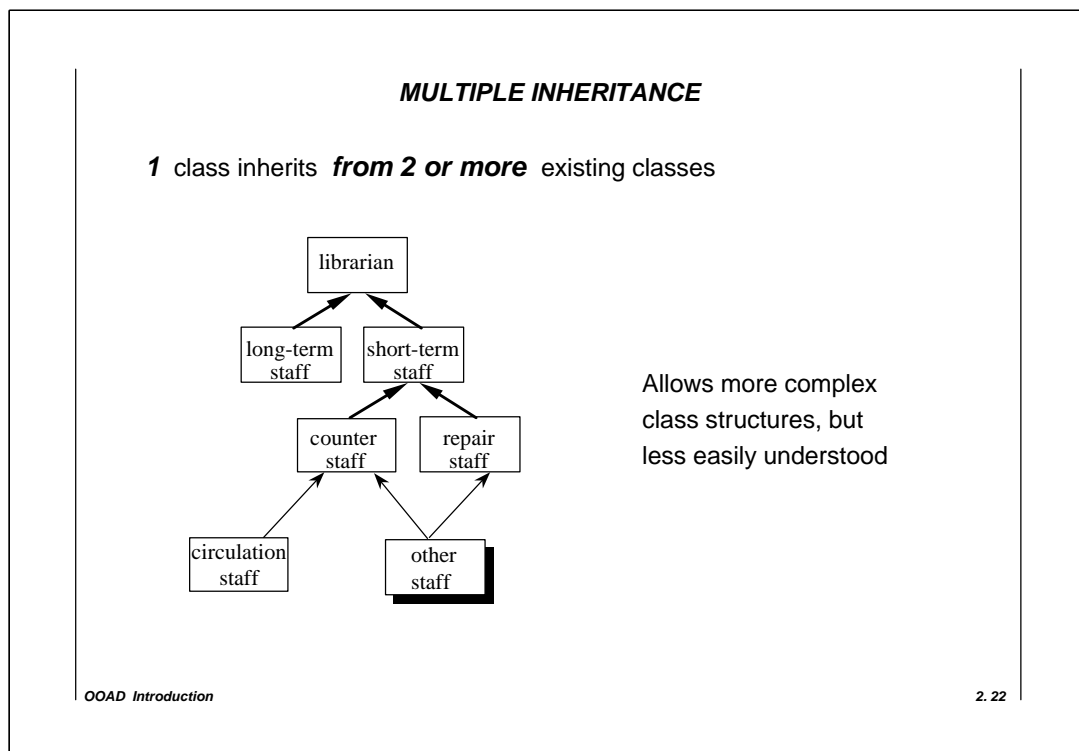 MULTIPLE INHERITANCE
1 class inherits from 2 or more existing classes
librarian
long-term
staff
short-term
staff
counter
staff
repair
staff
circulation
staff
other
staff
Allows more complex
class structures, but
less easily understood
OOAD Introduction
2. 22